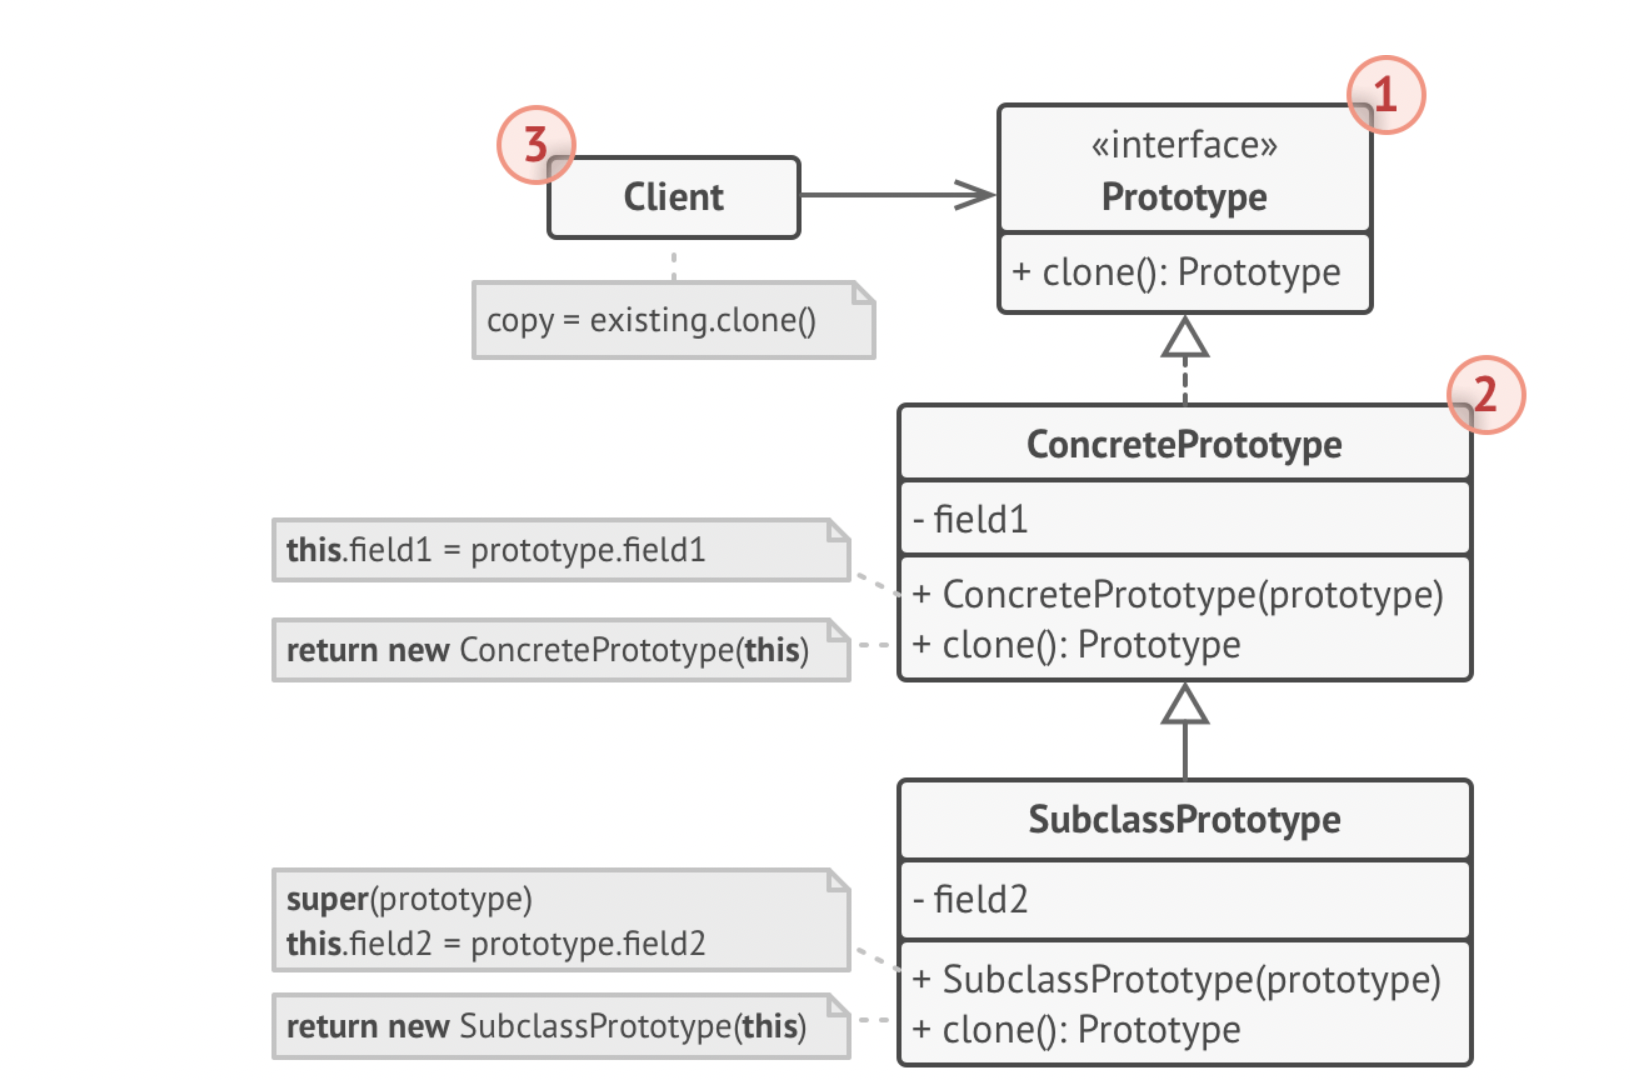 1
«interface»
Prototype
+ clone(): Prototype
3
Client
copy = existing.clone()
2
ConcretePrototype
- field1
+ ConcretePrototype(prototype)
+ clone(): Prototype
this.field1 = prototype.field1
return new ConcretePrototype(this)
SubclassPrototype
- field2
+ SubclassPrototype(prototype)
+ clone(): Prototype
super(prototype)
this.field2 = prototype.field2
return new SubclassPrototype(this)